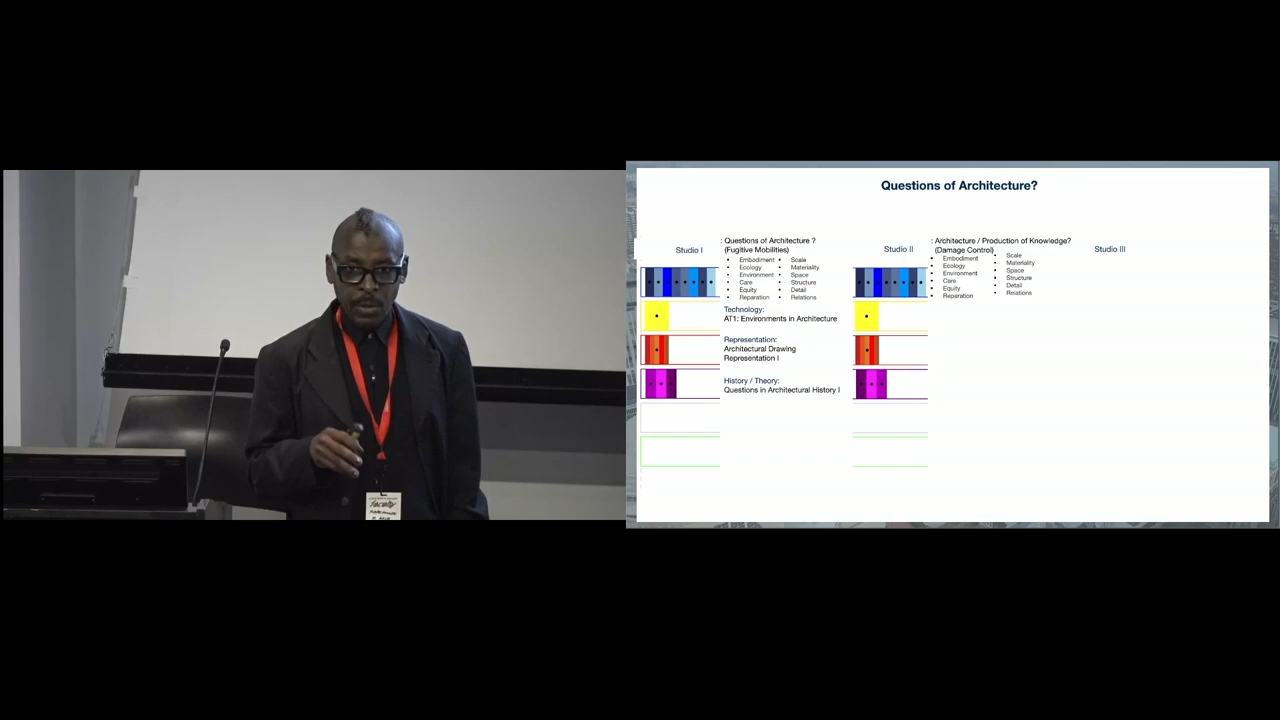 Questions of Architecture?
Studio I
: Questions of Architecture ?
(Fugitive Mobilities)
• Embodiment
• Ecology
• Environment
• Care
• Equity
• Reparation
• Scale
• Materiality
• Space
• Structure
• Detail
• Relations
Technology:
AT1: Environments in Architecture
Representation:
Architectural Drawing
Representation I
History / Theory:
Questions in Architectural History I
Studio II
: Architecture / Production of Knowledge?
(Damage Control)
• Embodiment
• Ecology
• Environment
• Care
• Equity
• Reparation
• Scale
• Materiality
• Space
• Structure
• Detail
• Relations
Studio III
faculty